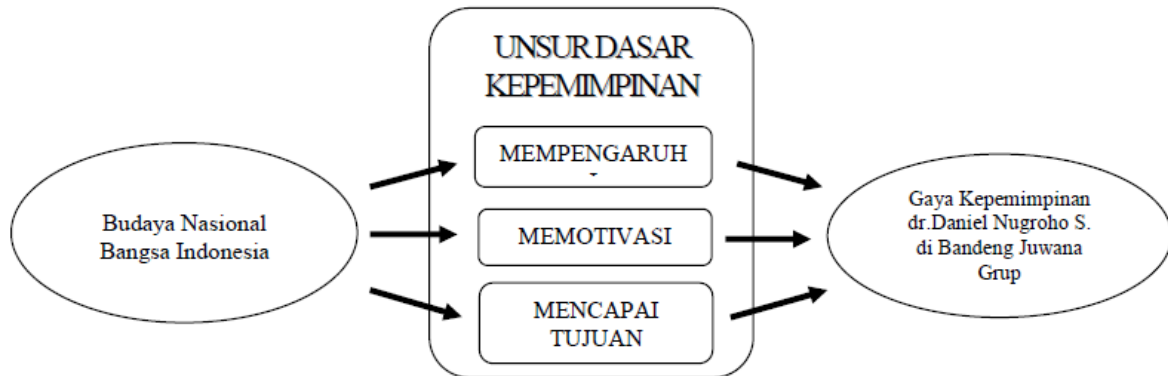 UNSUR DASAR
KEPEMIMPINAN
MEMPENGARUH
Budaya Nasional
Bangsa Indonesia
MEMOTIVASI
MENCAPAI
TUJUAN
Gaya Kepemimpinan
dr.Daniel Nugroho S.
di Bandeng Juwana
Grup